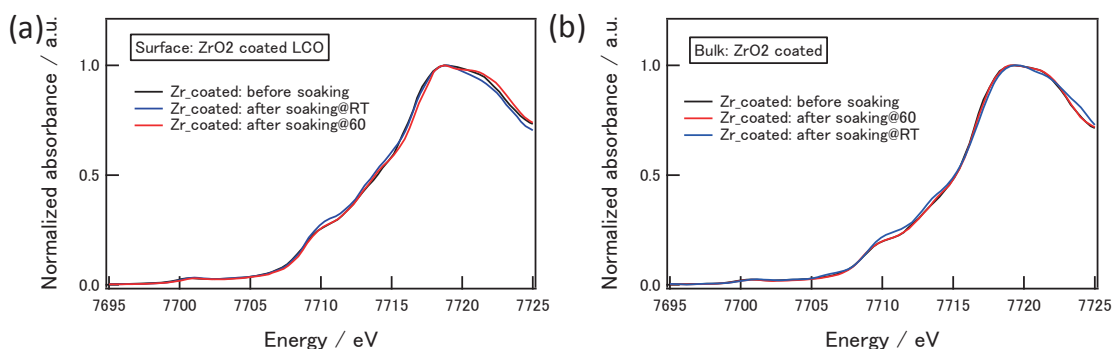 (a)
Surface: ZrO2 coated LCO
Zr_coated: before soaking
Zr_coated: after soaking@RT
Zr_coated: after soaking@60
Normalized absorbance / a.u.
1.0
0.5
0.0
7695 7700 7705 7710 7715 7720 7725
Energy / eV
(b)
Bulk: ZrO2 coated
Zr_coated: before soaking
Zr_coated: after soaking@60
Zr_coated: after soaking@RT
Normalized absorbance / a.u.
1.0
0.5
0.0
7695 7700 7705 7710 7715 7720 7725
Energy / eV